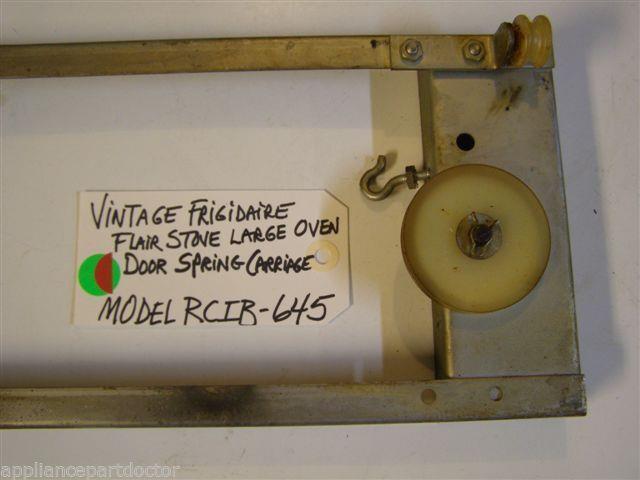 VINTAGE FRIGIDAIRE
FLAIR STOVE LARGE OVEN
DOOR SPRING CARRIAGE
MODEL RCIB-645
appliancepartdoctor